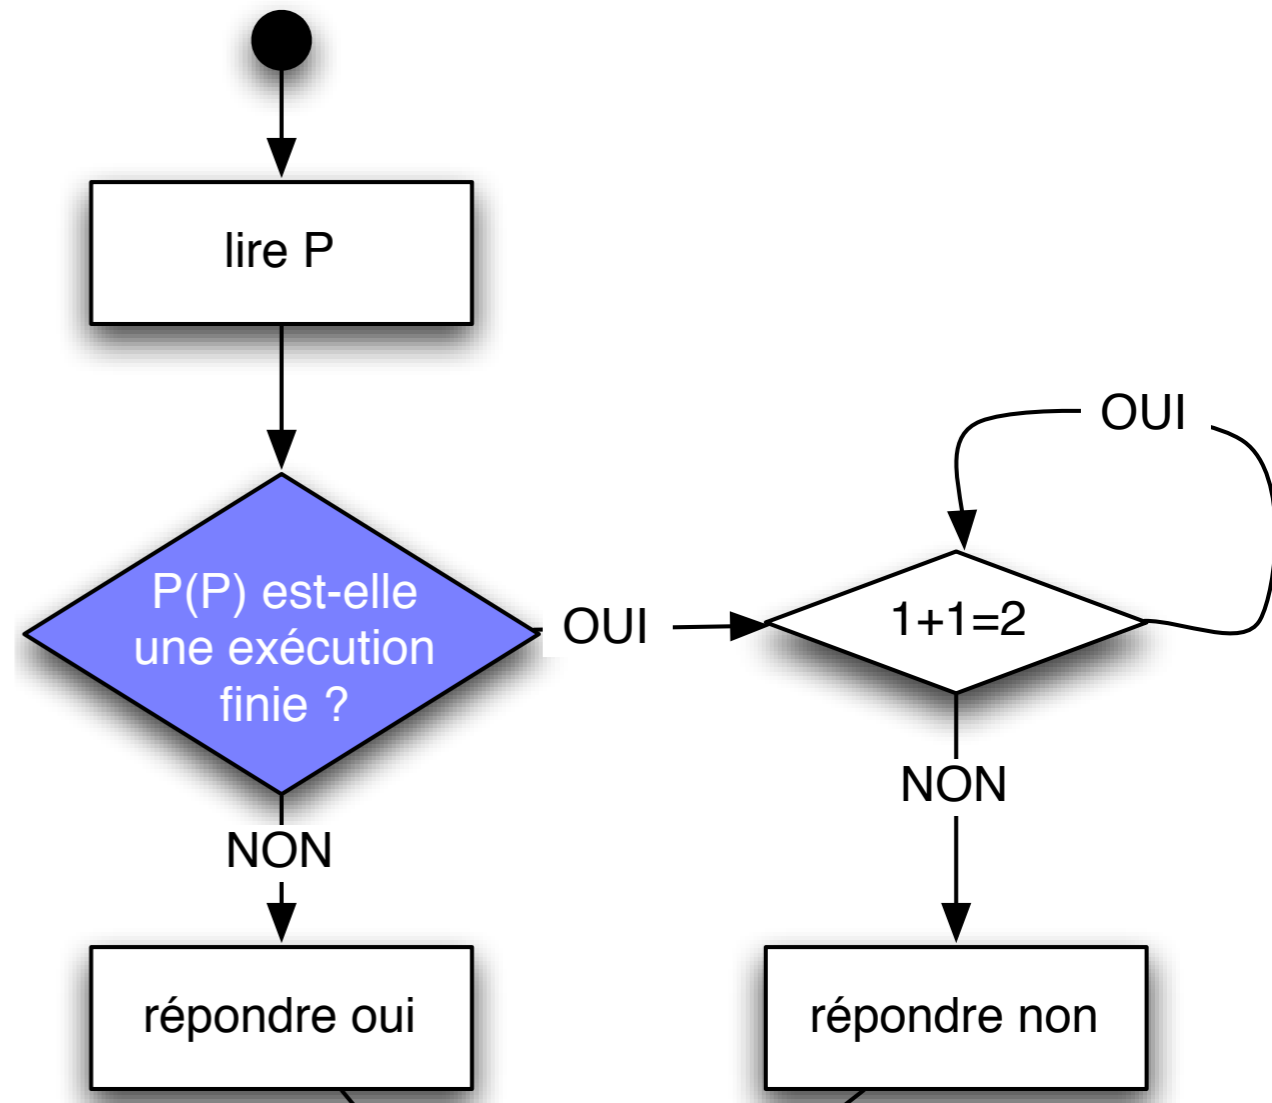 lire P
OUI
P(P) est-elle
une exécution
finie ?
OUI
1+1=2
NON
NON
répondre oui
répondre non